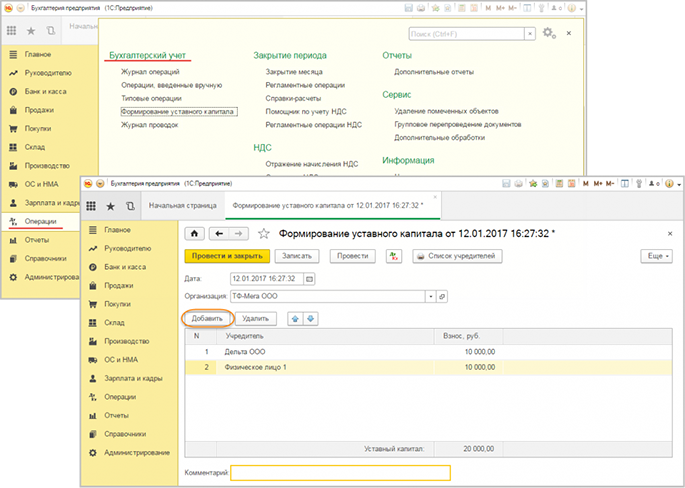 Бухгалтерия предприятия (1С:Предприятие)
M M+ M-
Начальная
Поиск (Ctrl+F)
Главное
Руководителю
Банк и касса
Продажи
Покупки
Склад
Производство
ОС и НМА
Зарплата и кадры
Операции
Отчеты
Справочники
Администрирова
Бухгалтерский учет
Журнал операций
Операции, введенные вручную
Типовые операции
Формирование уставного капитала
Журнал проводок
Закрытие периода
Закрытие месяца
Регламентные операции
Справки-расчеты
Помощник по учету НДС
Регламентные операции НДС
НДС
Отражение начисления НДС
Отчеты
Дополнительные отчеты
Сервис
Удаление помеченных объектов
Групповое перепроведение документов
Дополнительные обработки
Информация
Бухгалтерия предприятия (1С:Предприятие)
M M+ M-
Начальная страница
Формирование уставного капитала от 12.01.2017 16:27:32 *
Главное
Руководителю
Банк и касса
Продажи
Покупки
Склад
Производство
ОС и НМА
Зарплата и кадры
Операции
Отчеты
Справочники
Администрирование
Формирование уставного капитала от 12.01.2017 16:27:32 *
Провести и закрыть Записать Провести Список учредителей Еще
Дата: 12.01.2017 16:27:32
Организация: ТФ-Мега ООО
Добавить Удалить
N Учредитель Взнос, руб.
1 Дельта ООО 10 000,00
2 Физическое лицо 1 10 000,00
Уставный капитал: 20 000,00
Комментарий: